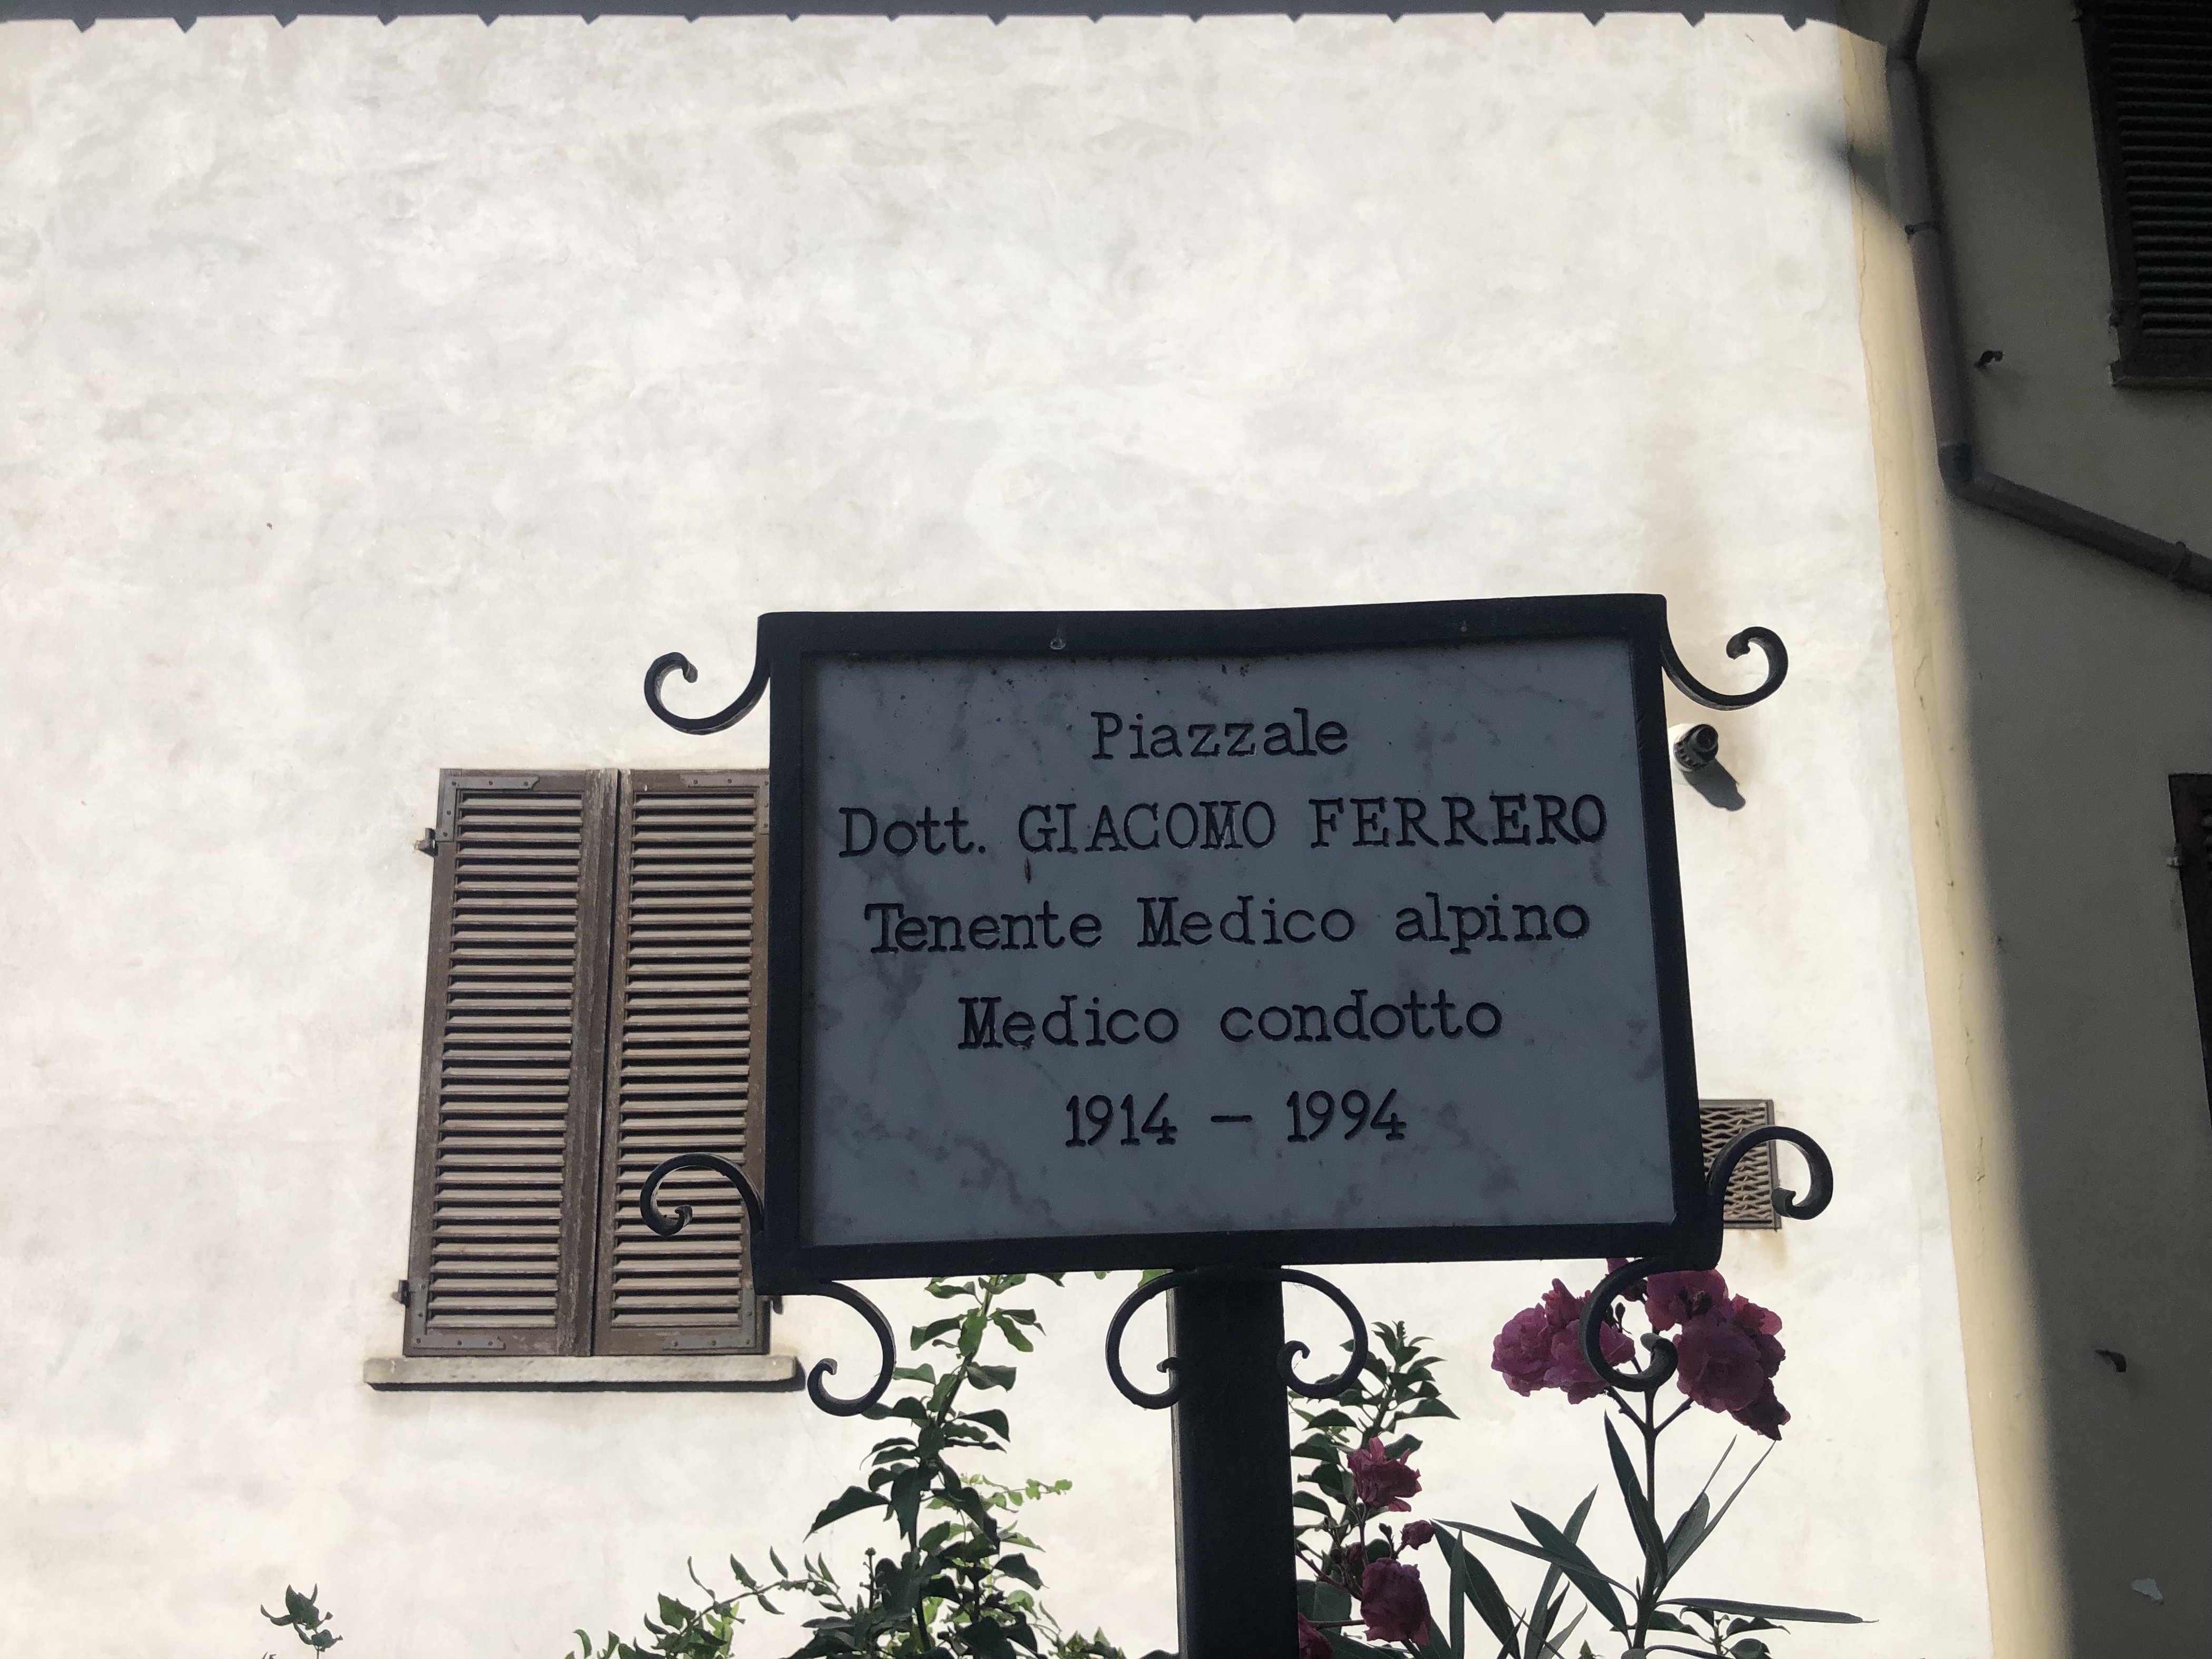 Piazzale
Dott. GIACOMO FERRERO
Tenente Medico alpino
Medico condotto
1914 - 1994